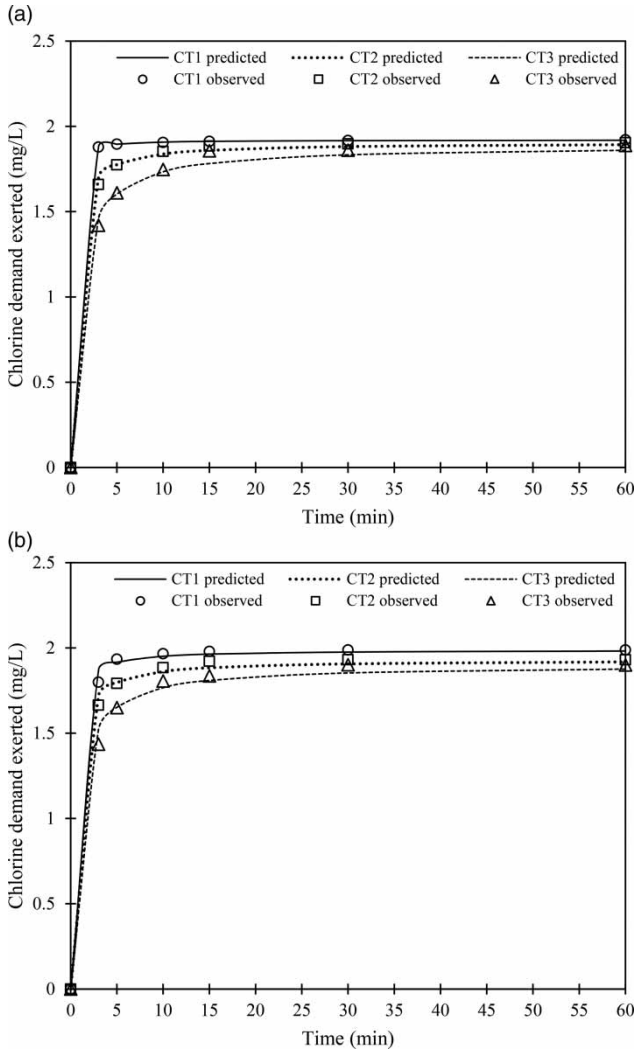 (a)
2.5
CT1 predicted CT2 predicted CT3 predicted
CT1 observed CT2 observed CT3 observed
2
1.5
1
0.5
0
Chlorine demand exerted (mg/L)
0 5 10 15 20 25 30 35 40 45 50 55 60
Time (min)
(b)
2.5
CT1 predicted CT2 predicted CT3 predicted
CT1 observed CT2 observed CT3 observed
2
1.5
1
0.5
0
Chlorine demand exerted (mg/L)
0 5 10 15 20 25 30 35 40 45 50 55 60
Time (min)